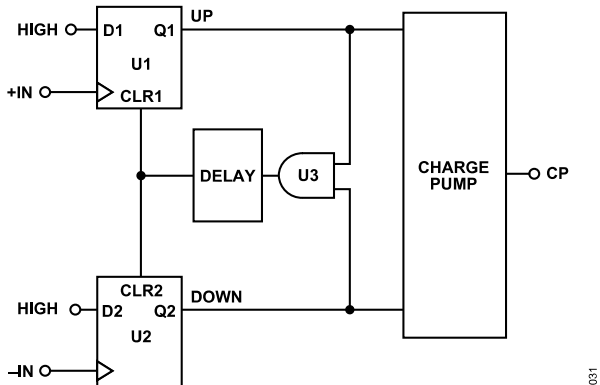 UP
HIGH
D1
Q1
U1
+IN
CLR1
DELAY
U3
CHARGE
PUMP
CP
CLR2
DOWN
HIGH
D2
Q2
U2
–IN
031